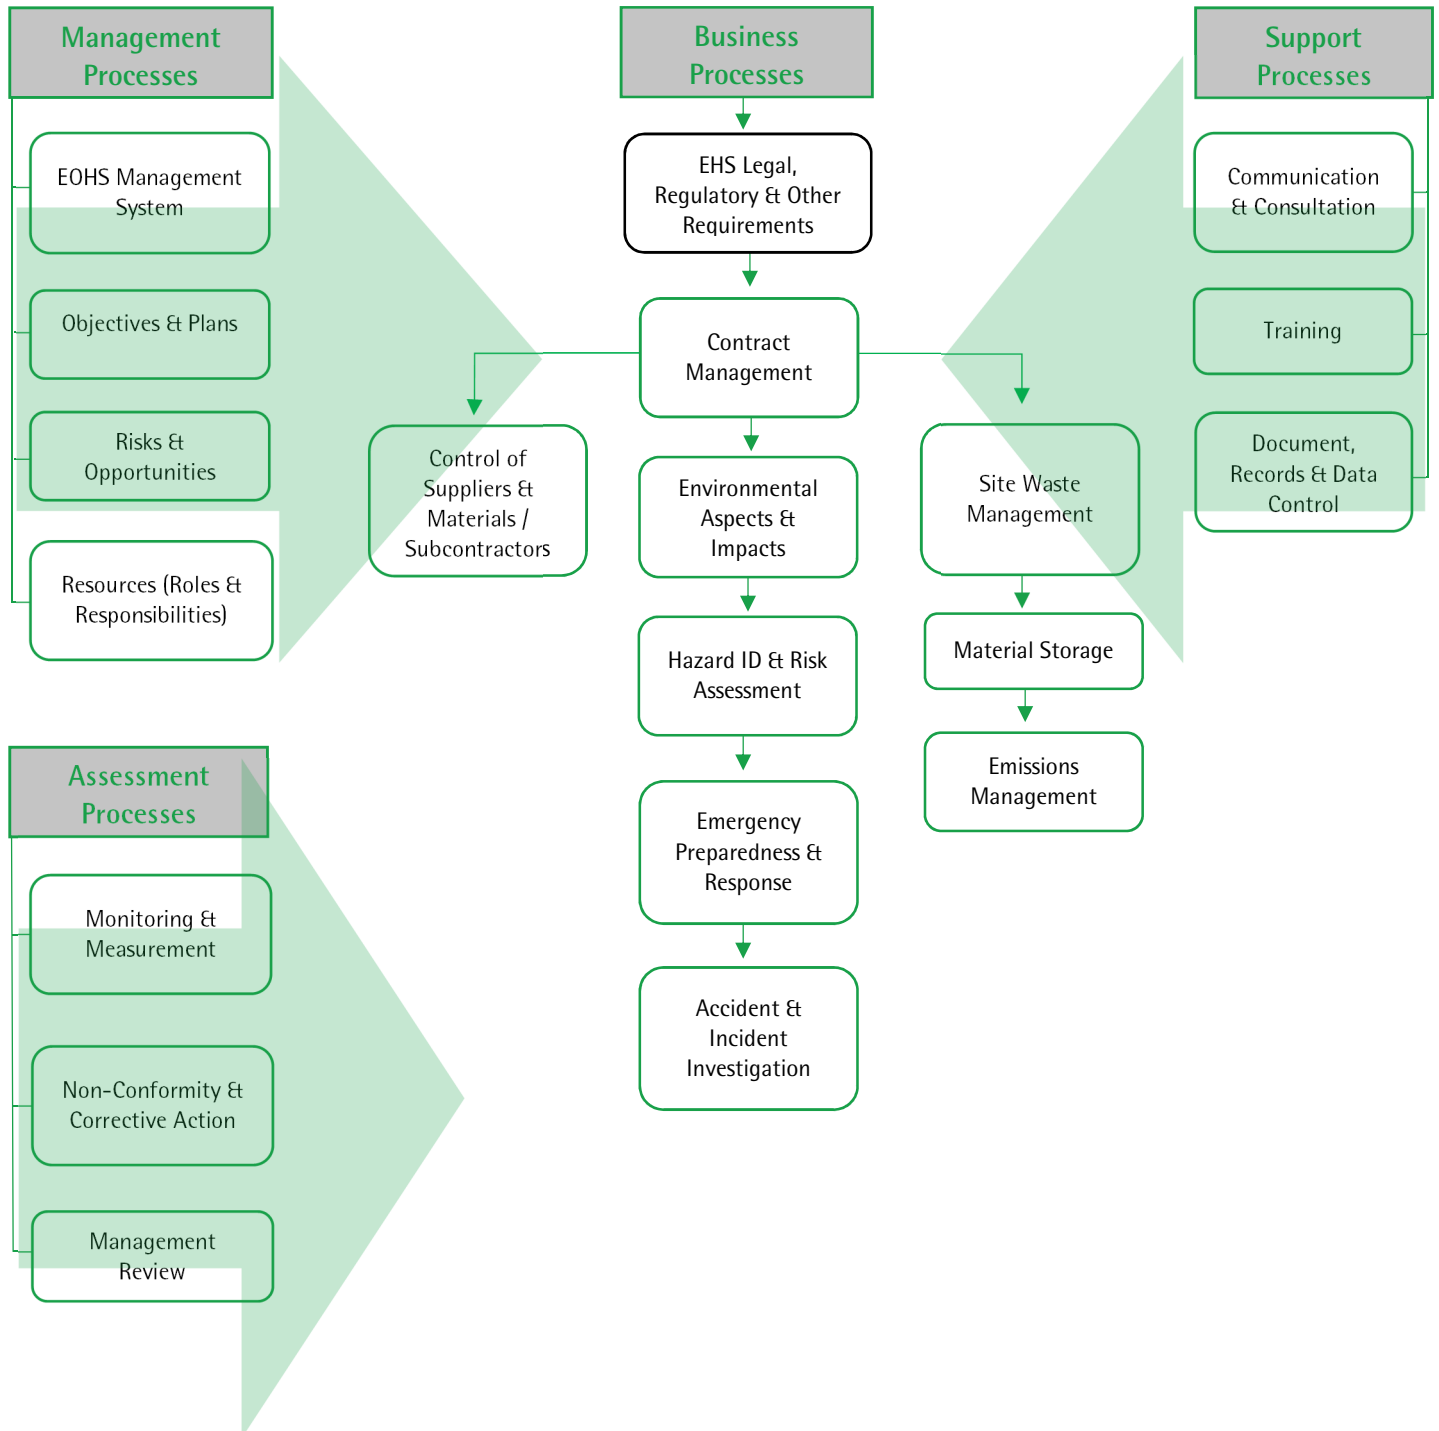 Management
Processes
EOHS Management
System
Objectives & Plans
Risks &
Opportunities
Resources (Roles &
Responsibilities)
Assessment
Processes
Monitoring &
Measurement
Non-Conformity &
Corrective Action
Management
Review
Business
Processes
EHS Legal,
Regulatory & Other
Requirements
Contract
Management
Control of
Suppliers &
Materials /
Subcontractors
Environmental
Aspects &
Impacts
Hazard ID & Risk
Assessment
Emergency
Preparedness &
Response
Accident &
Incident
Investigation
Site Waste
Management
Material Storage
Emissions
Management
Support
Processes
Communication
& Consultation
Training
Document,
Records & Data
Control